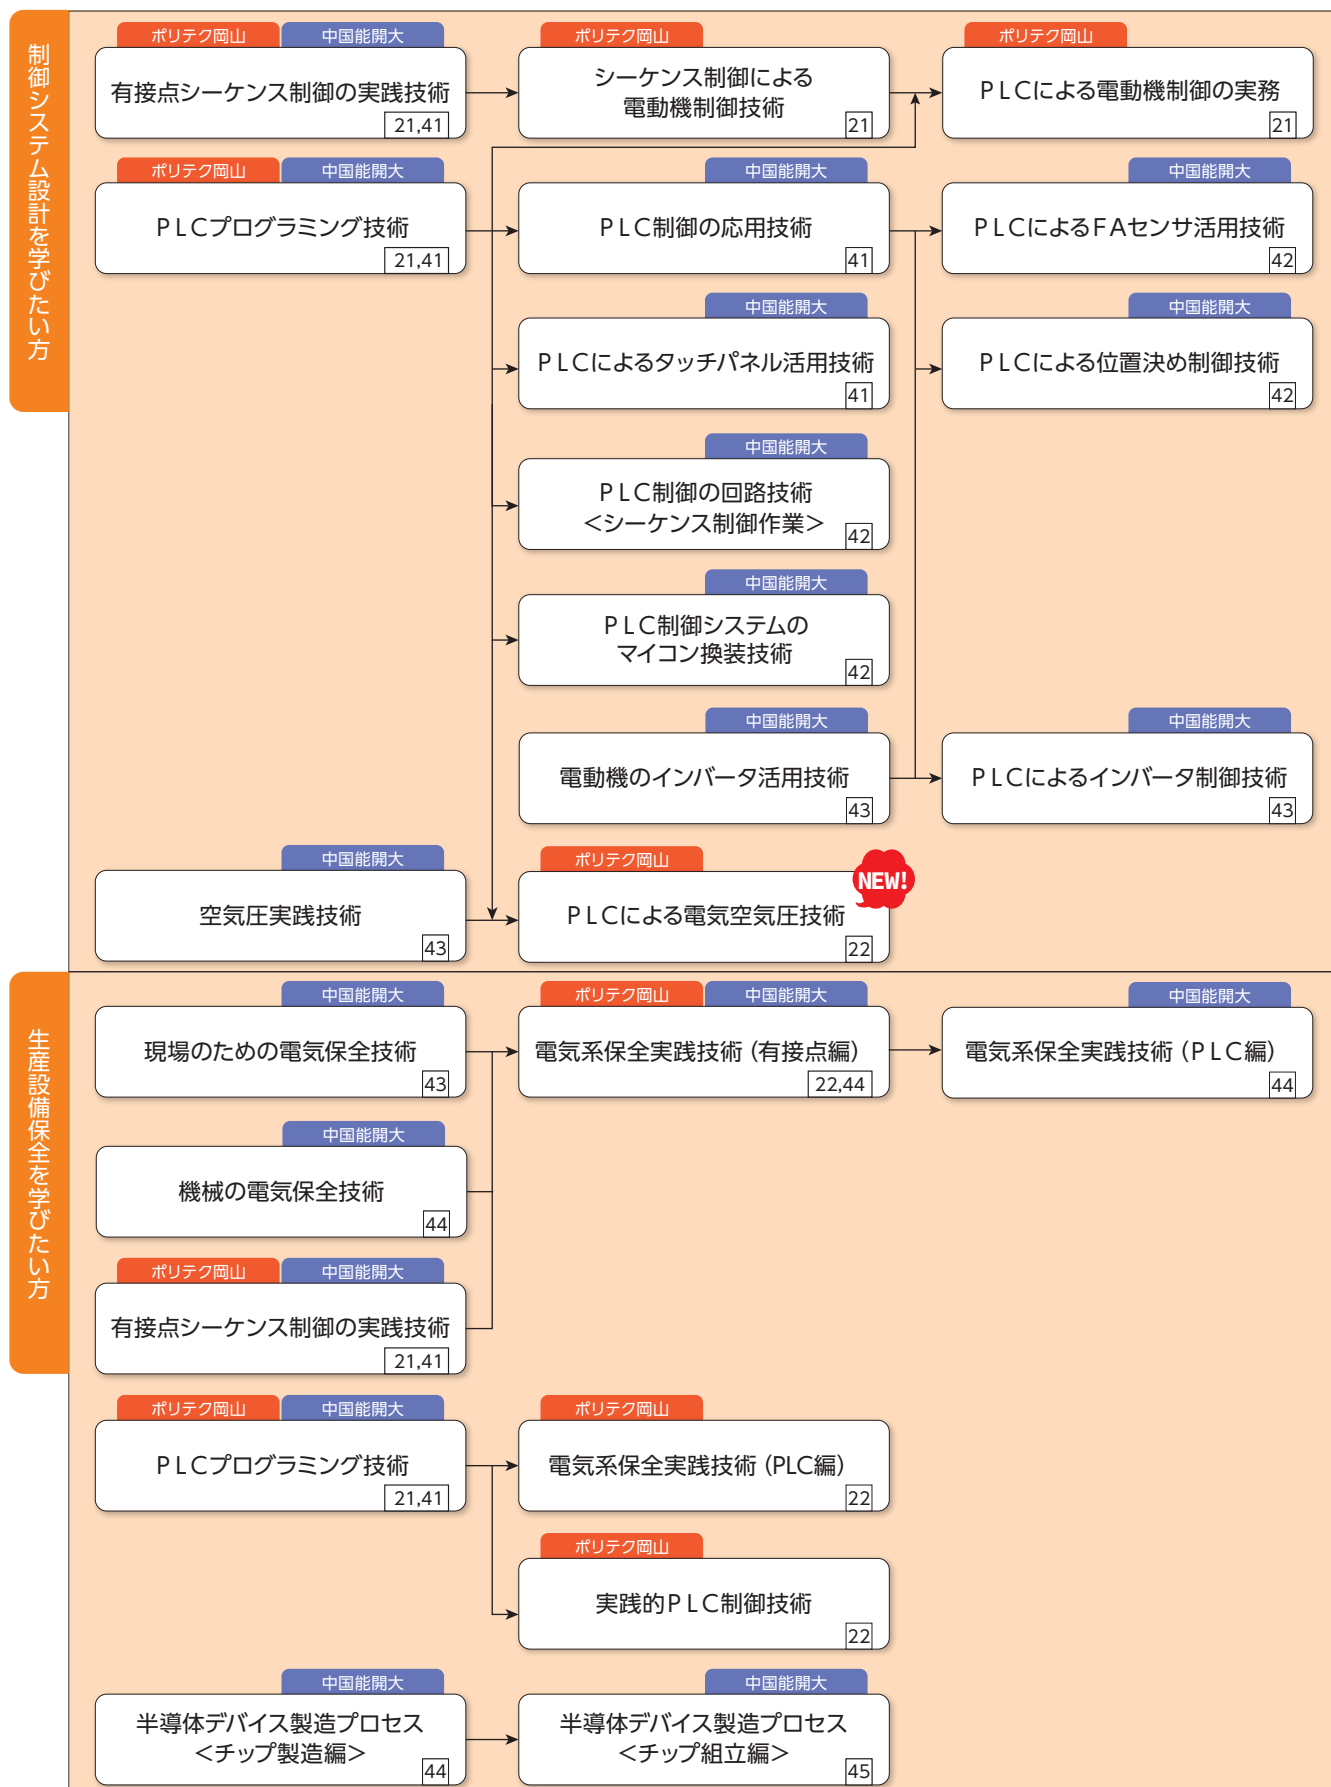 制御システム設計を学びたい方
ポリテク岡山
中国能開大
有接点シーケンス制御の実践技術
21,41
ポリテク岡山
シーケンス制御による
電動機制御技術
21
ポリテク岡山
PLCによる電動機制御の実務
21
ポリテク岡山
中国能開大
PLCプログラミング技術
21,41
中国能開大
PLC制御の応用技術
41
中国能開大
PLCによるFAセンサ活用技術
42
中国能開大
PLCによるタッチパネル活用技術
41
中国能開大
PLCによる位置決め制御技術
42
中国能開大
PLC制御の回路技術
<シーケンス制御作業>
42
中国能開大
PLC制御システムの
マイコン換装技術
42
中国能開大
電動機のインバータ活用技術
43
中国能開大
PLCによるインバータ制御技術
43
中国能開大
空気圧実践技術
43
ポリテク岡山
NEW!
PLCによる電気空気圧技術
22
生産設備保全を学びたい方
中国能開大
現場のための電気保全技術
43
ポリテク岡山
中国能開大
電気系保全実践技術(有接点編)
22,44
中国能開大
電気系保全実践技術(PLC編)
44
中国能開大
機械の電気保全技術
44
ポリテク岡山
中国能開大
有接点シーケンス制御の実践技術
21,41
ポリテク岡山
中国能開大
PLCプログラミング技術
21,41
ポリテク岡山
電気系保全実践技術(PLC編)
22
ポリテク岡山
実践的PLC制御技術
22
中国能開大
半導体デバイス製造プロセス
<チップ製造編>
44
中国能開大
半導体デバイス製造プロセス
<チップ組立編>
45